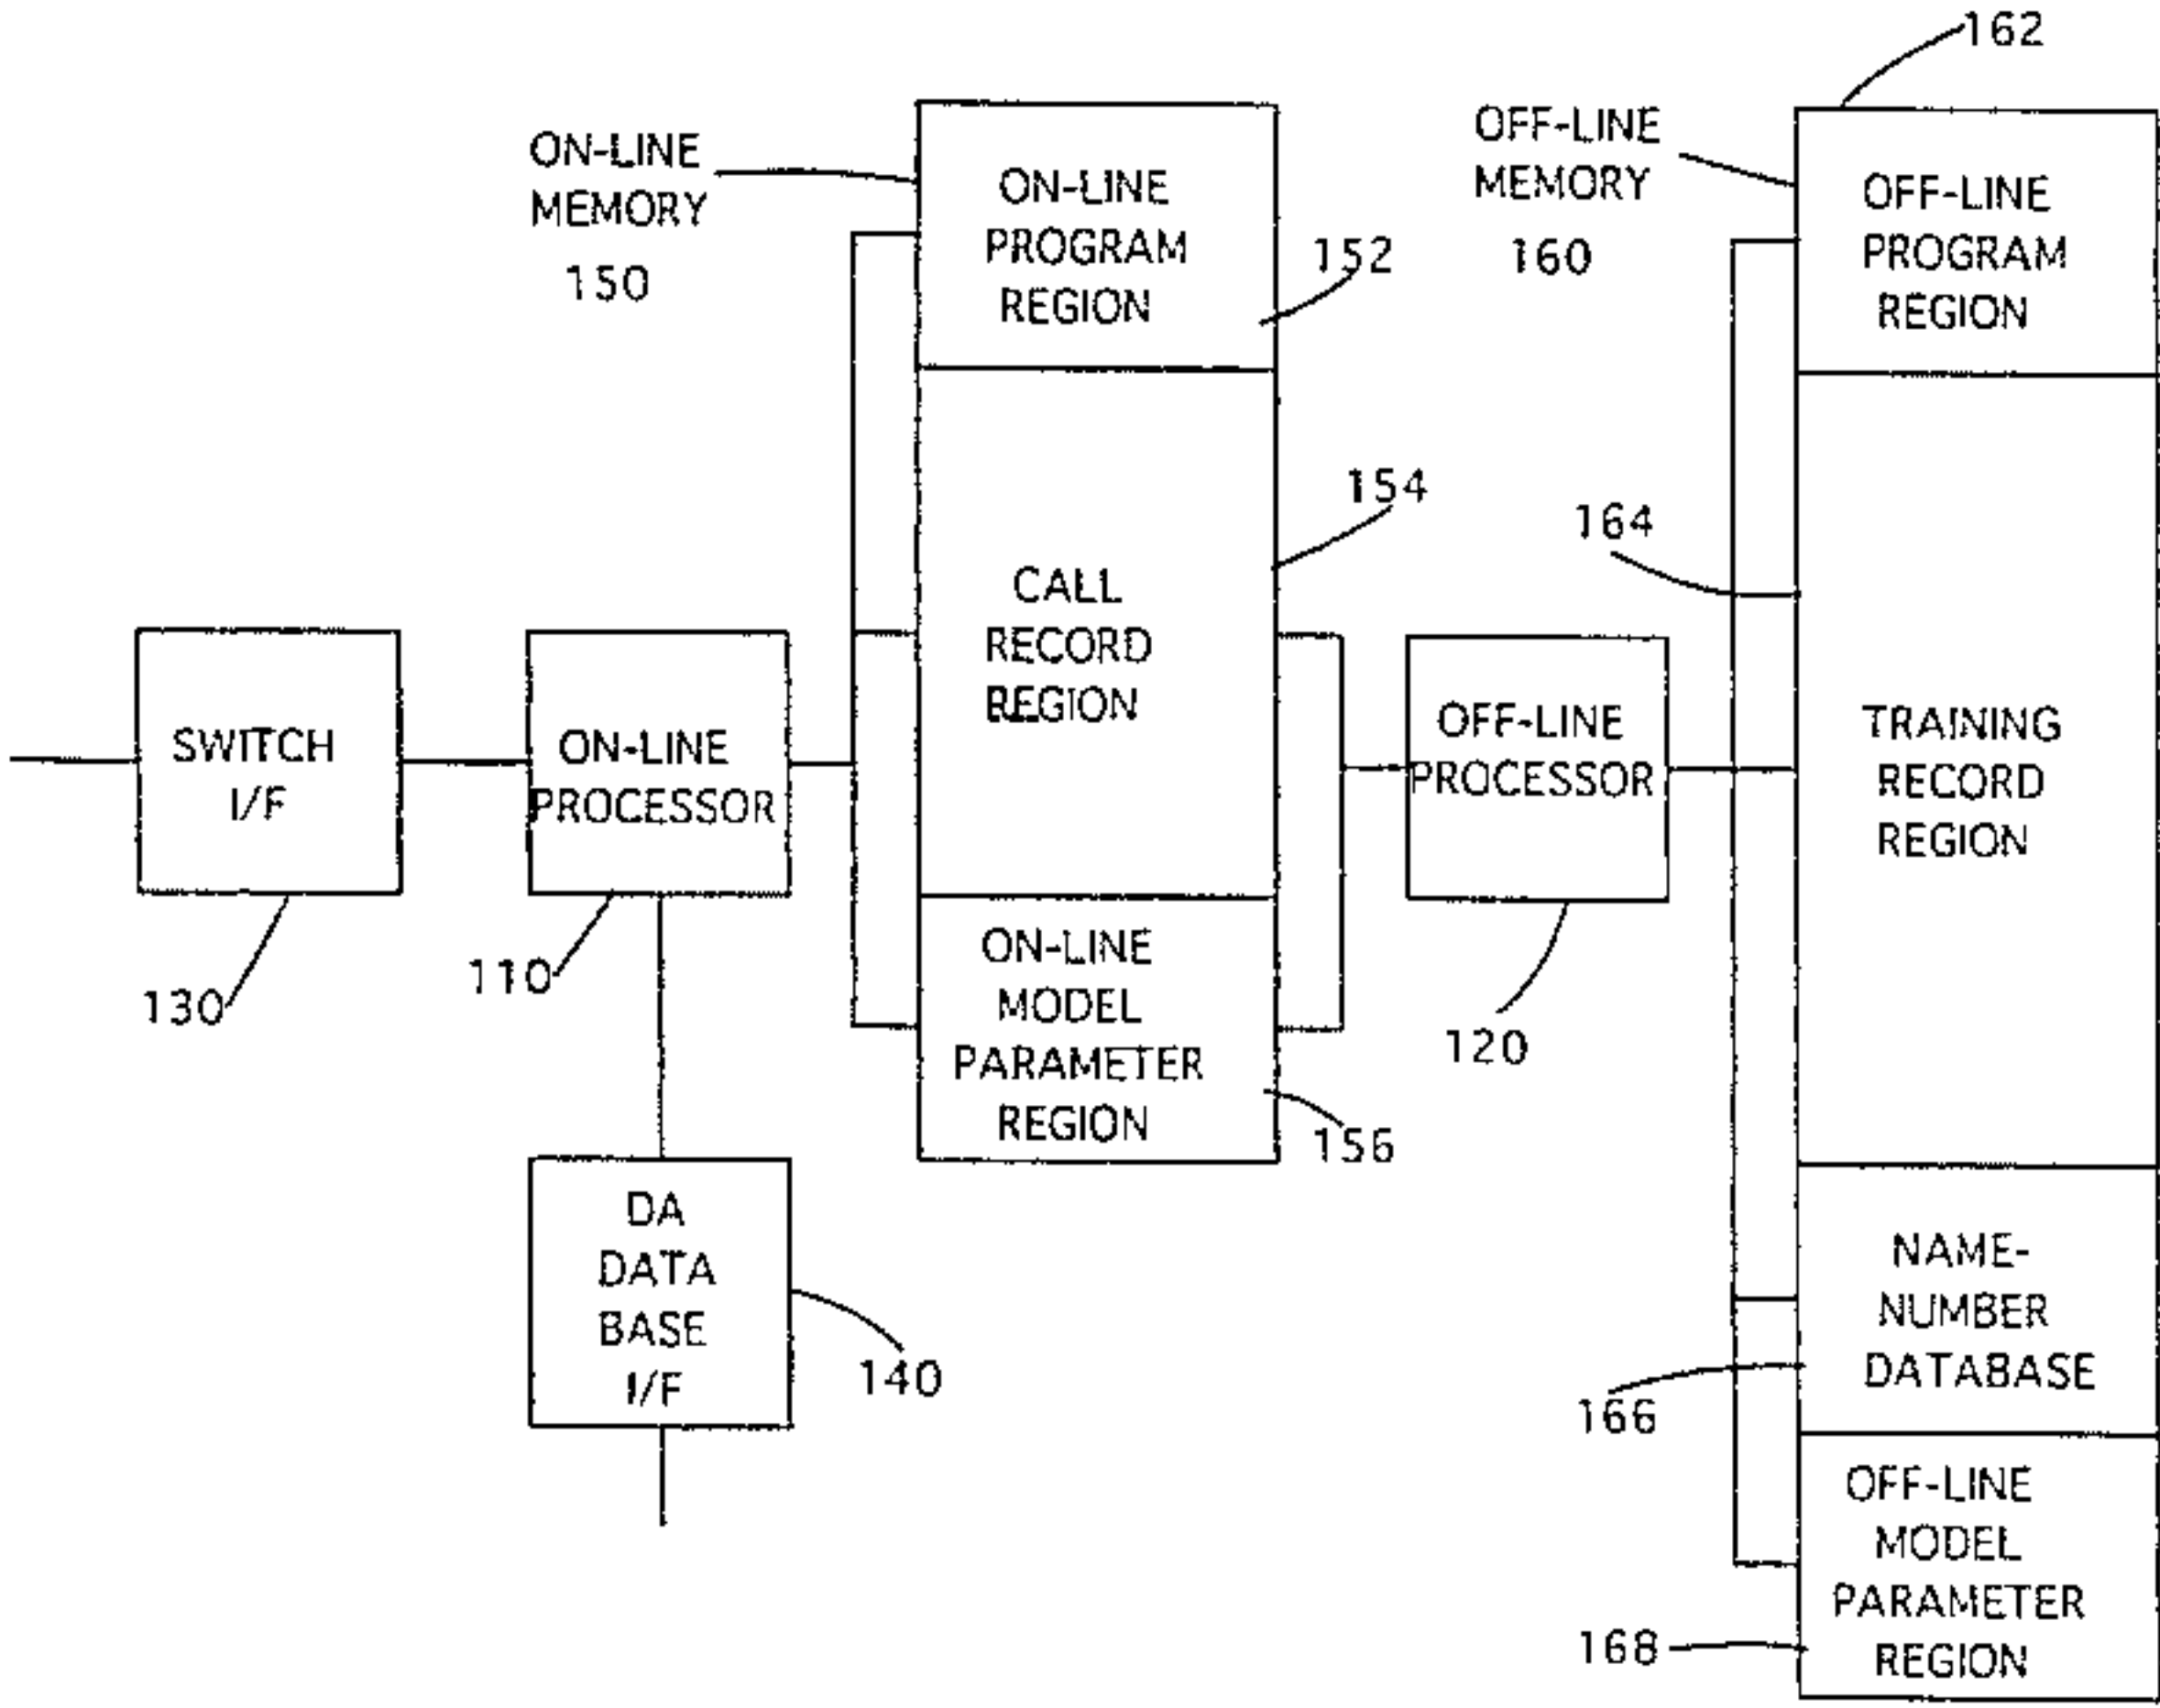 162
ON-LINE
MEMORY
150
ON-LINE
PROGRAM
REGION
152
OFF-LINE
MEMORY
160
OFF-LINE
PROGRAM
REGION
154
164
CALL
RECORD
REGION
SWITCH
I/F
130
ON-LINE
PROCESSOR
110
OFF-LINE
PROCESSOR
120
TRAINING
RECORD
REGION
ON-LINE
MODEL
PARAMETER
REGION
156
DA
DATA
BASE
I/F
140
NAME-
NUMBER
DATABASE
166
OFF-LINE
MODEL
PARAMETER
REGION
168